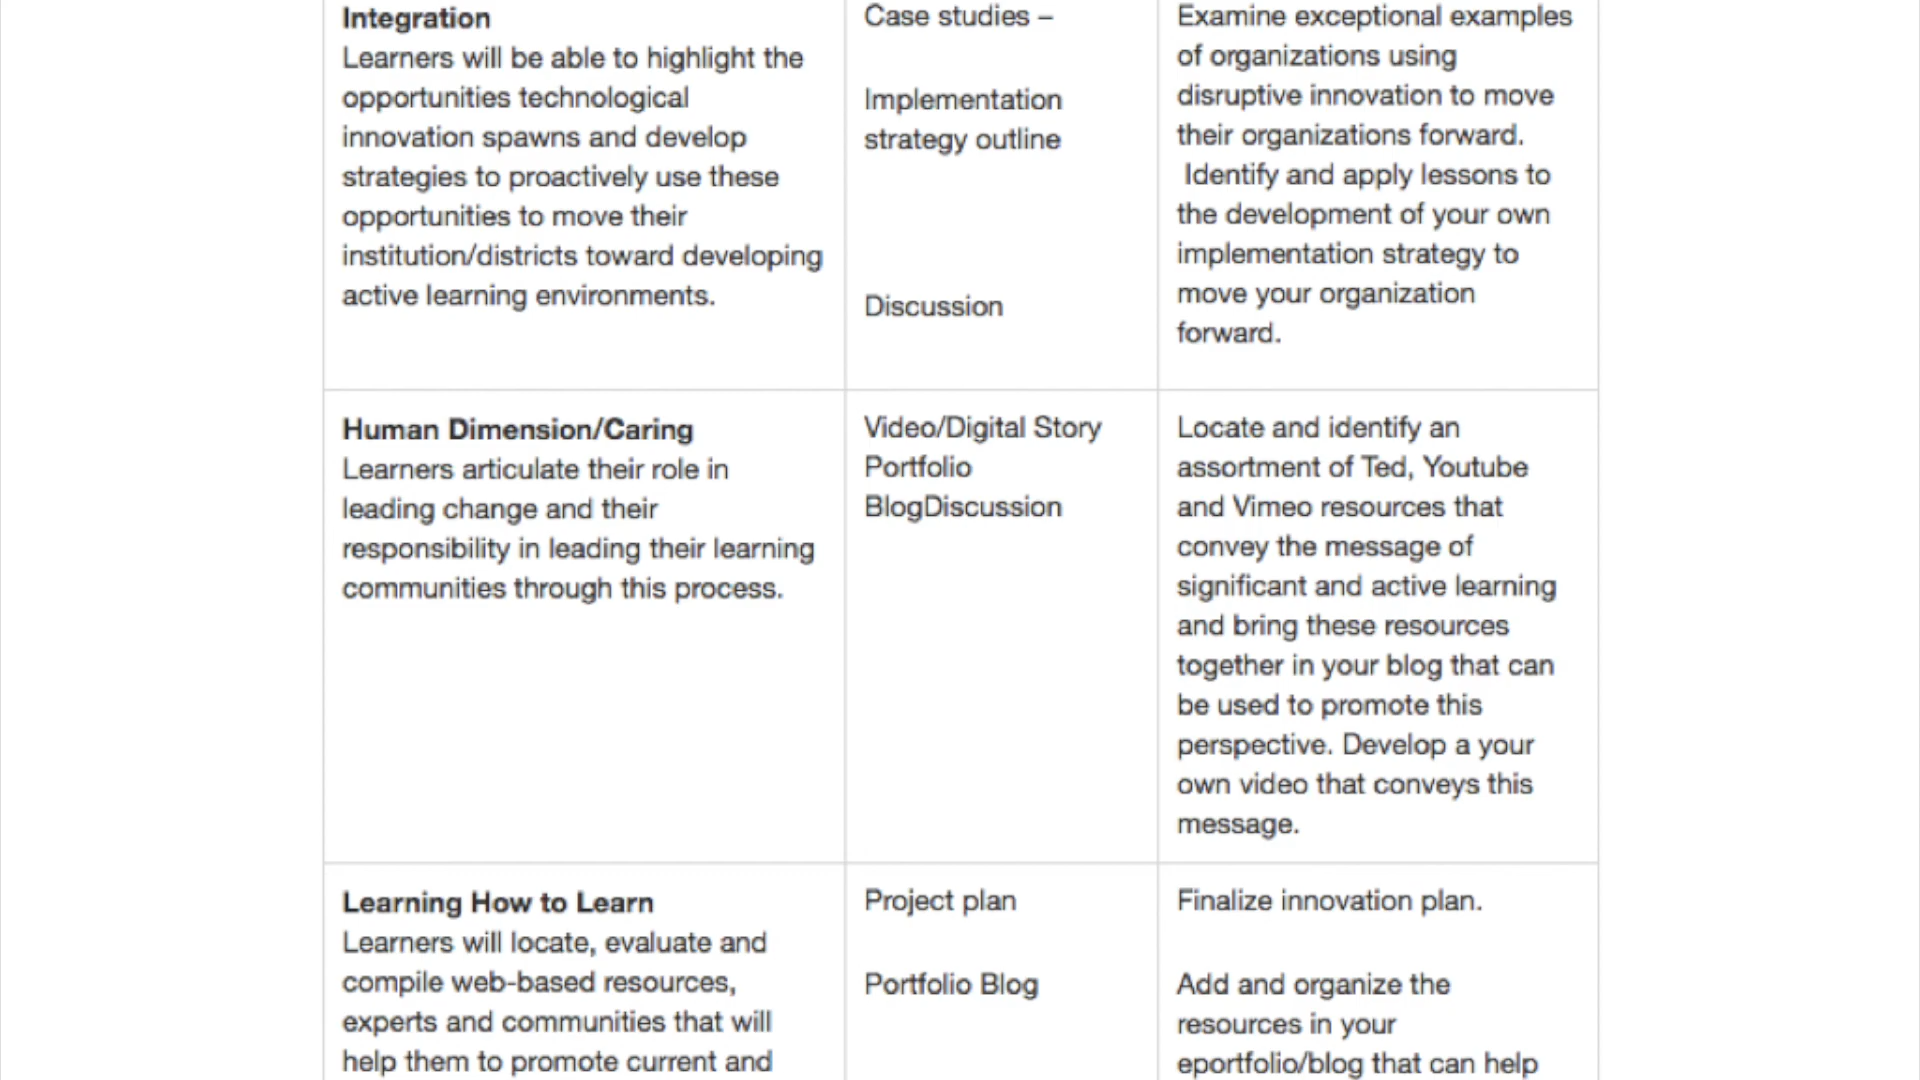 Integration
Learners will be able to highlight the
opportunities technological
innovation spawns and develop
strategies to proactively use these
opportunities to move their
institution/districts toward developing
active learning environments.
Case studies –
Implementation
strategy outline
Discussion
Examine exceptional examples
of organizations using
disruptive innovation to move
their organizations forward.
Identify and apply lessons to
the development of your own
implementation strategy to
move your organization
forward.
Human Dimension/Caring
Learners articulate their role in
leading change and their
responsibility in leading their learning
communities through this process.
Video/Digital Story
Portfolio
BlogDiscussion
Locate and identify an
assortment of Ted, Youtube
and Vimeo resources that
convey the message of
significant and active learning
and bring these resources
together in your blog that can
be used to promote this
perspective. Develop a your
own video that conveys this
message.
Learning How to Learn
Learners will locate, evaluate and
compile web-based resources,
experts and communities that will
help them to promote current and
Project plan
Portfolio Blog
Finalize innovation plan.
Add and organize the
resources in your
eportfolio/blog that can help